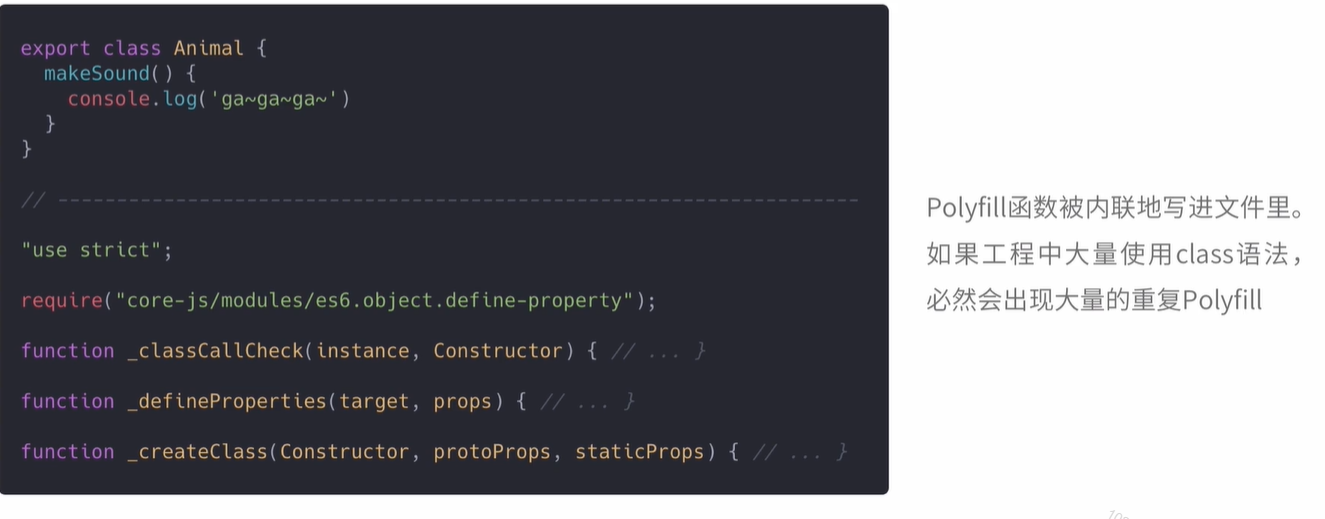 export class Animal {
makeSound() {
console.log('ga~ga~ga~')
}
}
// --------------------------------------------------------------------
"use strict";
require("core-js/modules/es6.object.define-property");
function _classCallCheck(instance, Constructor) { // ... }
function _defineProperties(target, props) { // ... }
function _createClass(Constructor, protoProps, staticProps) { // ... }
Polyfill函数被内联地写进文件里。
如果工程中大量使用class语法，
必然会出现大量的重复Polyfill